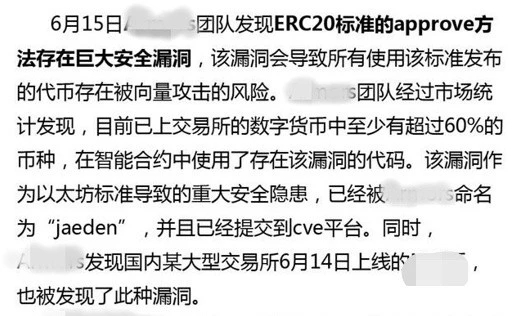 6月15日团队发现ERC20标准的approve方
法存在巨大安全漏洞，该漏洞会导致所有使用该标准发布
的代币存在被向量攻击的风险。团队经过市场统
计发现，目前已上交易所的数字货币中至少有超过60%的
币种，在智能合约中使用了存在该漏洞的代码。该漏洞作
为以太坊标准导致的重大安全隐患，已经被命名
为“jaeden”，并且已经提交到cve平台。同时，
发现国内某大型交易所6月14日上线的，
也被发现了此种漏洞。